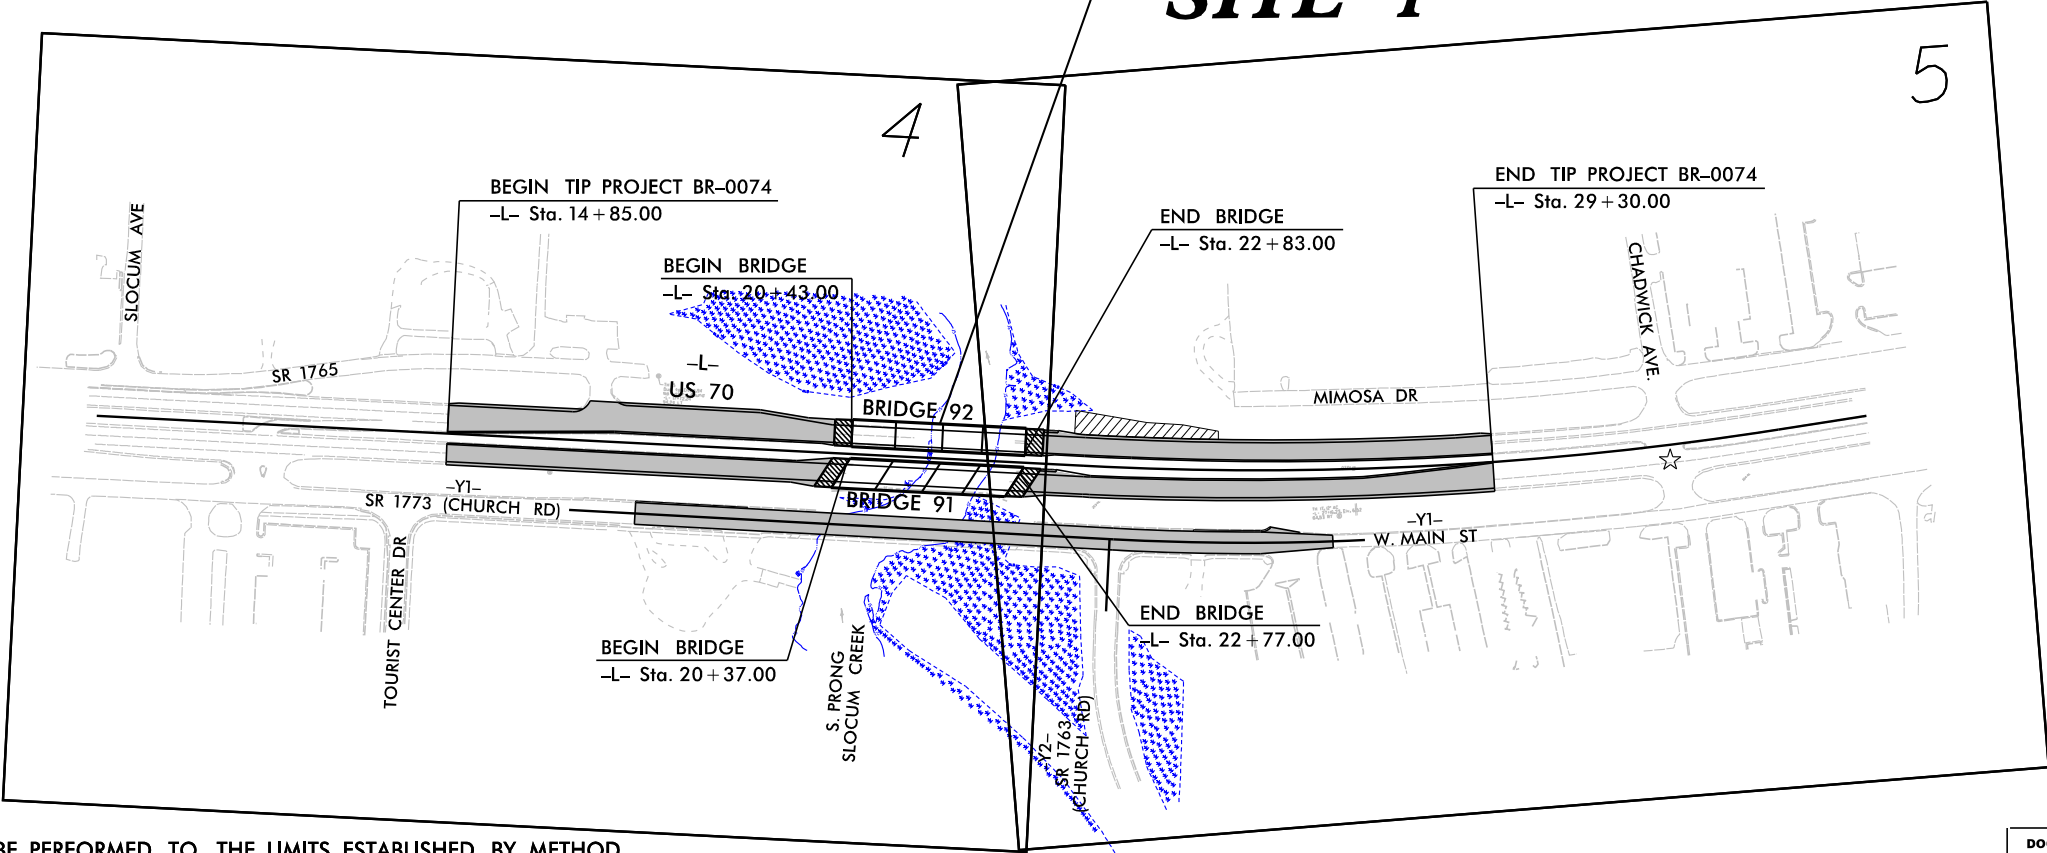 SITE 1
5
4
BEGIN TIP PROJECT BR–0074
–L– Sta. 14+85.00
END TIP PROJECT BR–0074
–L– Sta. 29+30.00
END BRIDGE
–L– Sta. 22+83.00
BEGIN BRIDGE
–L– Sta. 20+43.00
SLOCUM AVE
CHADWICK AVE.
SR 1765
–L–
US 70
MIMOSA DR
BRIDGE 92
BRIDGE 91
–Y1–
SR 1773 (CHURCH RD)
–Y1–
W. MAIN ST
TOURIST CENTER DR
END BRIDGE
–L– Sta. 22+77.00
BEGIN BRIDGE
–L– Sta. 20+37.00
S. PRONG
SLOCUM CREEK
–Y2–
SR 1763
(CHURCH RD)
BE PERFORMED TO THE LIMITS ESTABLISHED BY METHOD